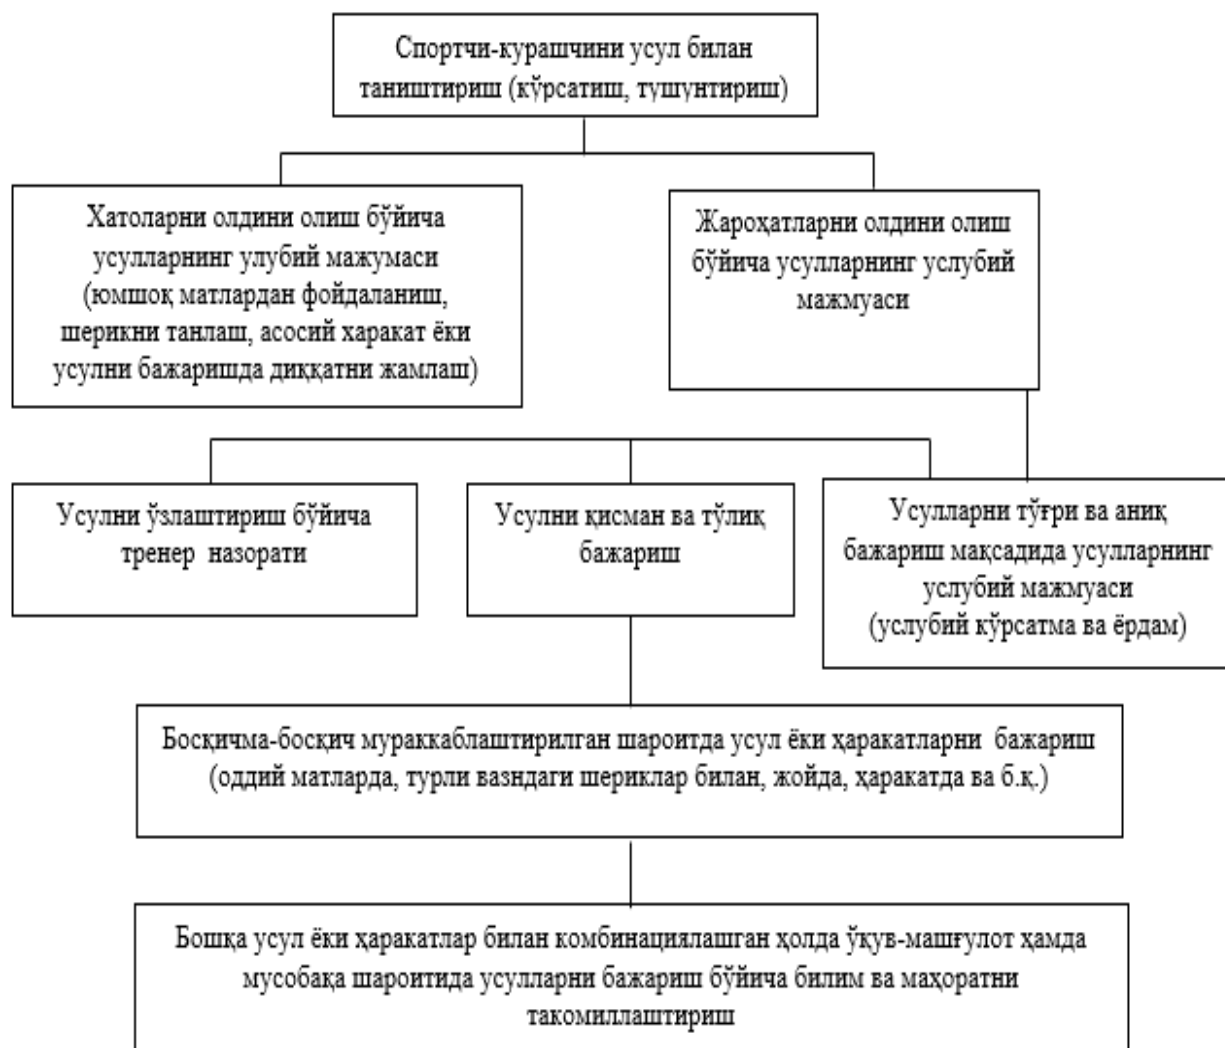 Спортчи-курашчини усул билан
таништириш (кўрсатиш, тушунтириш)
Хатоларни олдини олиш бўйича
усулларнинг улубий мажумаси
(юмшоқ матлардан фойдаланиш,
шерикни танлаш, асосий харакат ёки
усулни бажаришда диққатни жамлаш)
Жароҳатларни олдини олиш
бўйича усулларнинг услубий
мажмуаси
Усулни ўзлаштириш бўйича
тренер назорати
Усулни қисман ва тўлиқ
бажариш
Усулларни тўғри ва аниқ
бажариш мақсадида усулларнинг
услубий мажмуаси
(услубий кўрсатма ва ёрдам)
Босқичма-босқич мураккаблаштирилган шароитда усул ёки ҳаракатларни бажариш
(оддий матларда, турли вазндаги шериклар билан, жойда, ҳаракатда ва б.қ.)
Бошқа усул ёки ҳаракатлар билан комбинациялашган ҳолда ўқув-машғулот ҳамда
мусобақа шароитида усулларни бажариш бўйича билим ва маҳоратни
такомиллаштириш